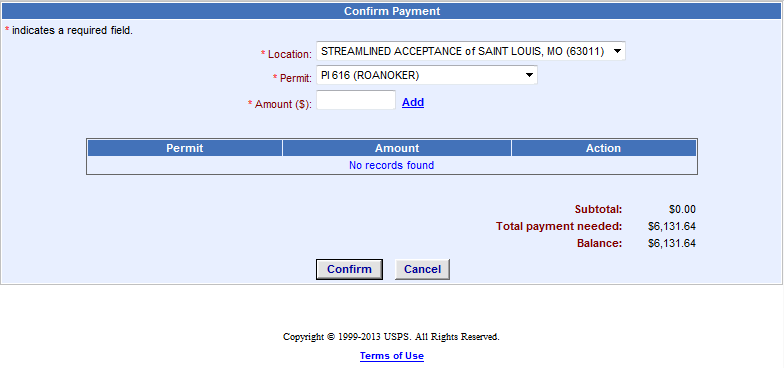 Confirm Payment
* indicates a required field.
* Location: STREAMLINED ACCEPTANCE of SAINT LOUIS, MO (63011)
* Permit: PI 616 (ROANOKER)
* Amount ($): Add
Permit Amount Action
No records found
Subtotal: $0.00
Total payment needed: $6,131.64
Balance: $6,131.64
Confirm Cancel
Copyright © 1999-2013 USPS. All Rights Reserved.
Terms of Use